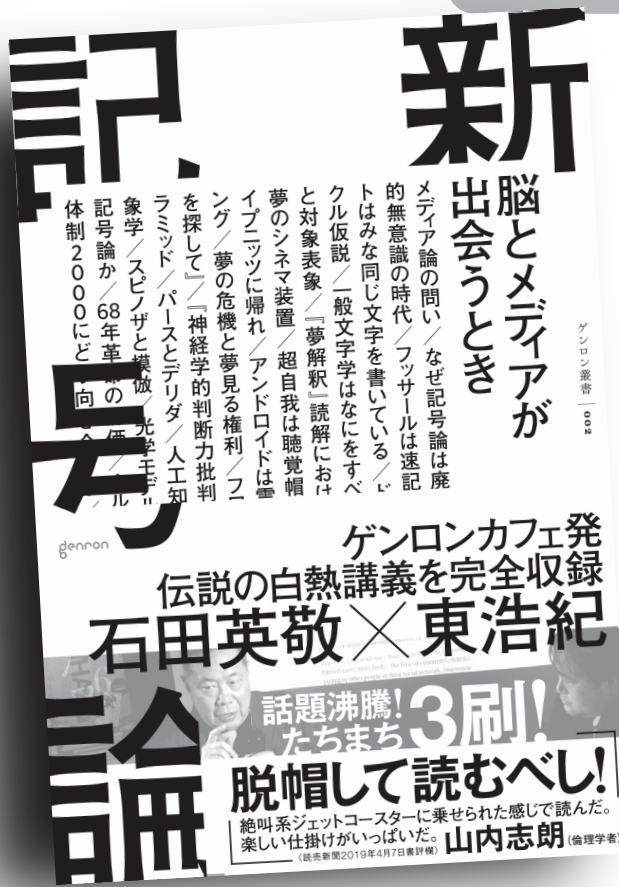 新
記号論
脳とメディアが
出会うとき
ゲンロン叢書｜002
メディア論の問い／なぜ記号論は廃
的無意識の時代／フッサールは速記
トはみな同じ文字を書いている／
クル仮説／一般文字学はなにをすべ
と対象表象／『夢解釈』読解におけ
夢のシネマ装置／超自我は聴覚帽
イプニッツに帰れ／アンドロイドは電
ング／夢の危機と夢見る権利／フ
を探して』／『神経学的判断力批判
ラミッド／パースとデリダ／人工知
象学／スピノザと模倣／光学モデル
記号論か／68年革命の
体制2000にど
genron
ゲンロンカフェ発
伝説の白熱講義を完全収録
石田英敬×東浩紀
話題沸騰!
たちまち3刷!
脱帽して読むべし!
絶叫系ジェットコースターに乗せられた感じで読んだ。
楽しい仕掛けがいっぱいだ。山内志朗（倫理学者）
〈読売新聞2019年4月7日書評欄〉